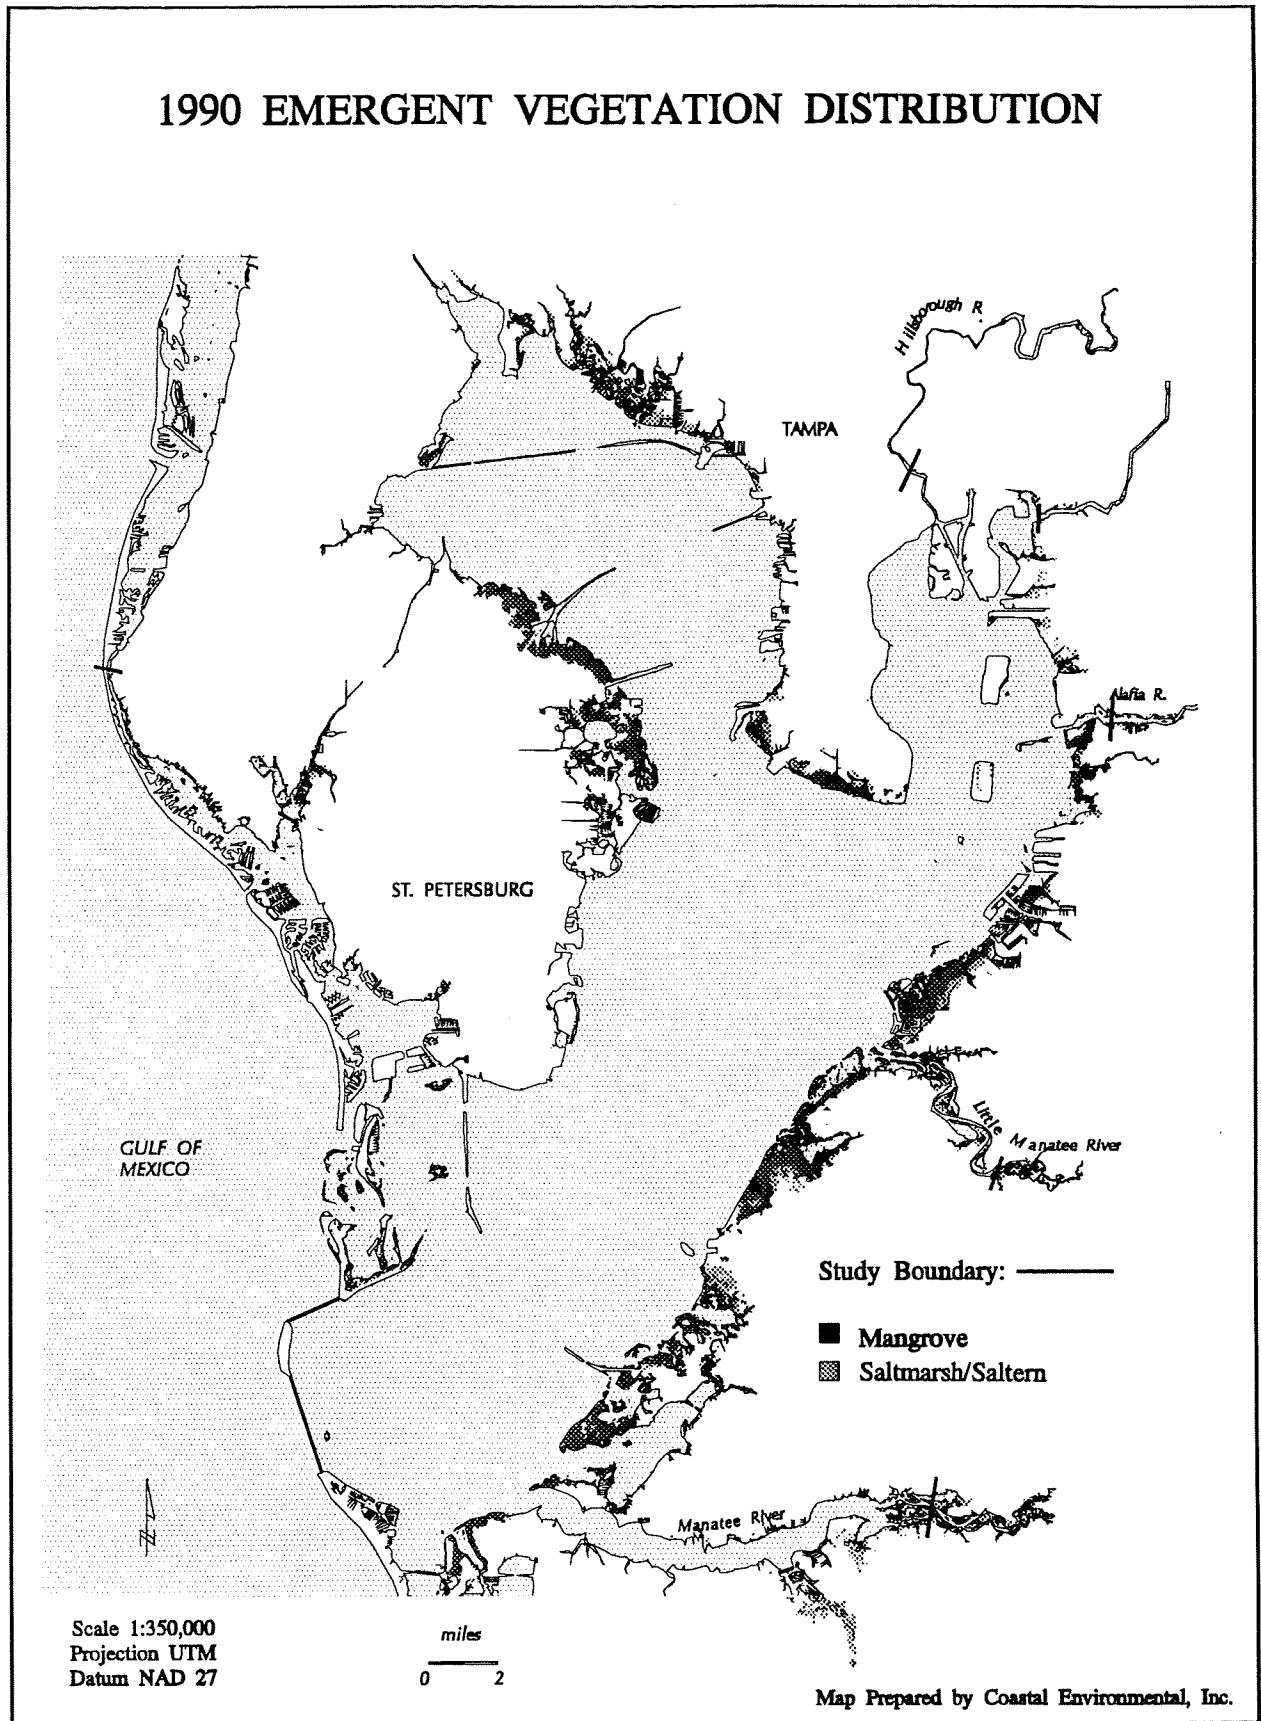 1990 EMERGENT VEGETATION DISTRIBUTION
Hillsborough R.
TAMPA
Alafia R.
ST. PETERSBURG
Little
Manatee River
GULF OF
MEXICO
Study Boundary:
Mangrove
Saltmarsh/Saltern
Manatee River
N
Scale 1:350,000
Projection UTM
Datum NAD 27
miles
0 2
Map Prepared by Coastal Environmental, Inc.